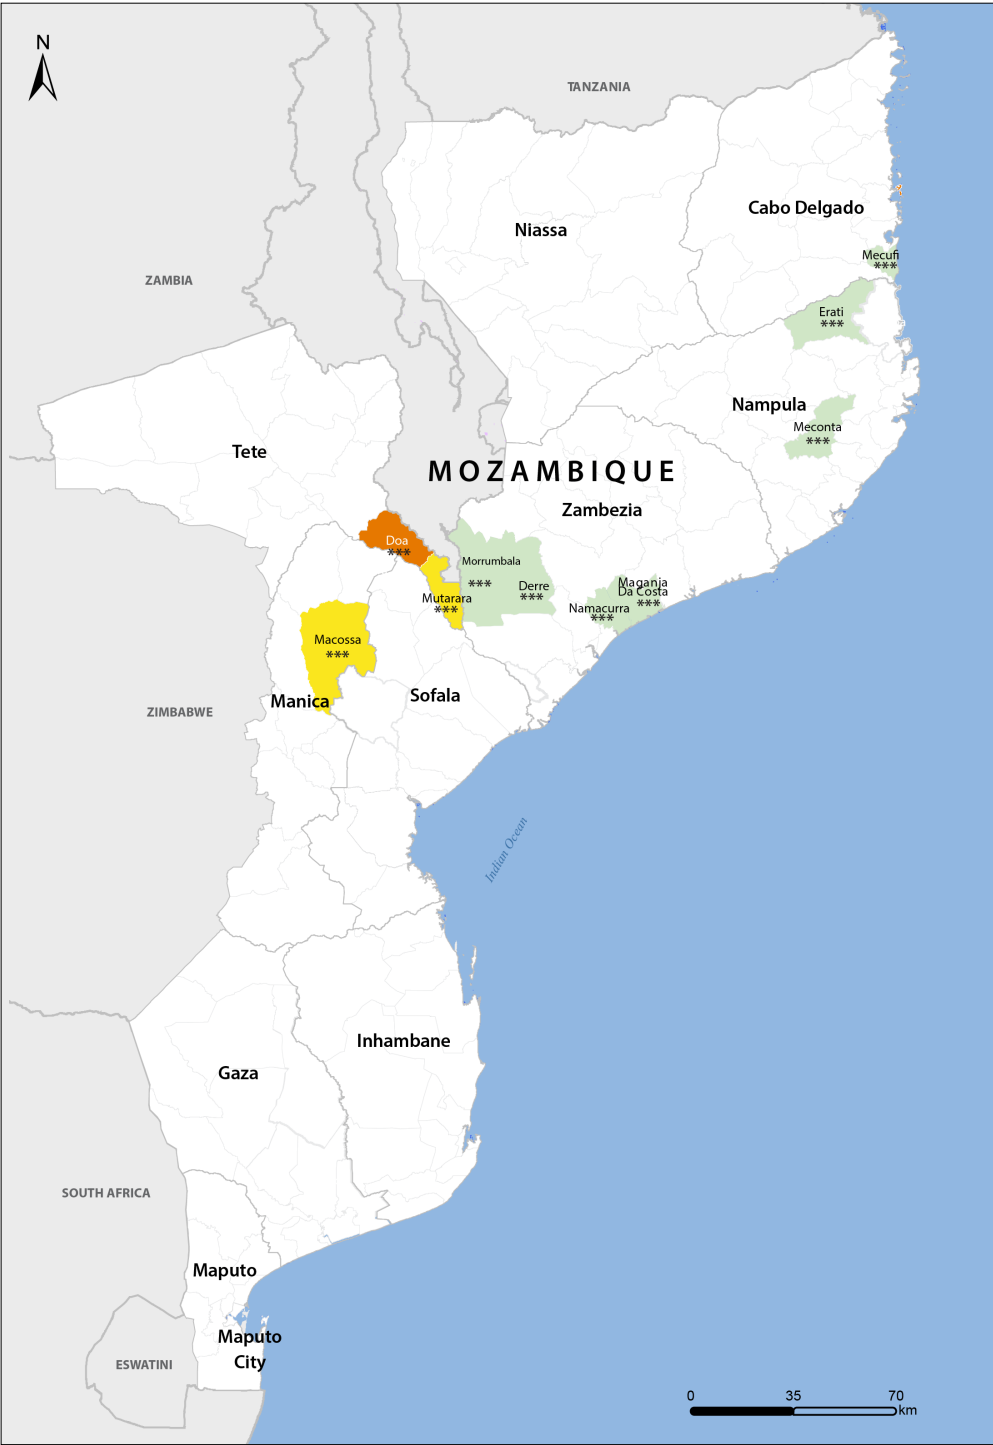 N
TANZANIA
Cabo Delgado
Niassa
Mecufi
***
ZAMBIA
Erati
***
Nampula
Meconta
***
Tete
MOZAMBIQUE
Zambezia
Doa
***
Morrumbala
***
Derre
***
Maganja
Da Costa
***
Mutarara
***
Namacurra
***
Macossa
***
Manica
Sofala
ZIMBABWE
Indian Ocean
Inhambane
Gaza
SOUTH AFRICA
Maputo
Maputo
City
ESWATINI
0 35 70
km